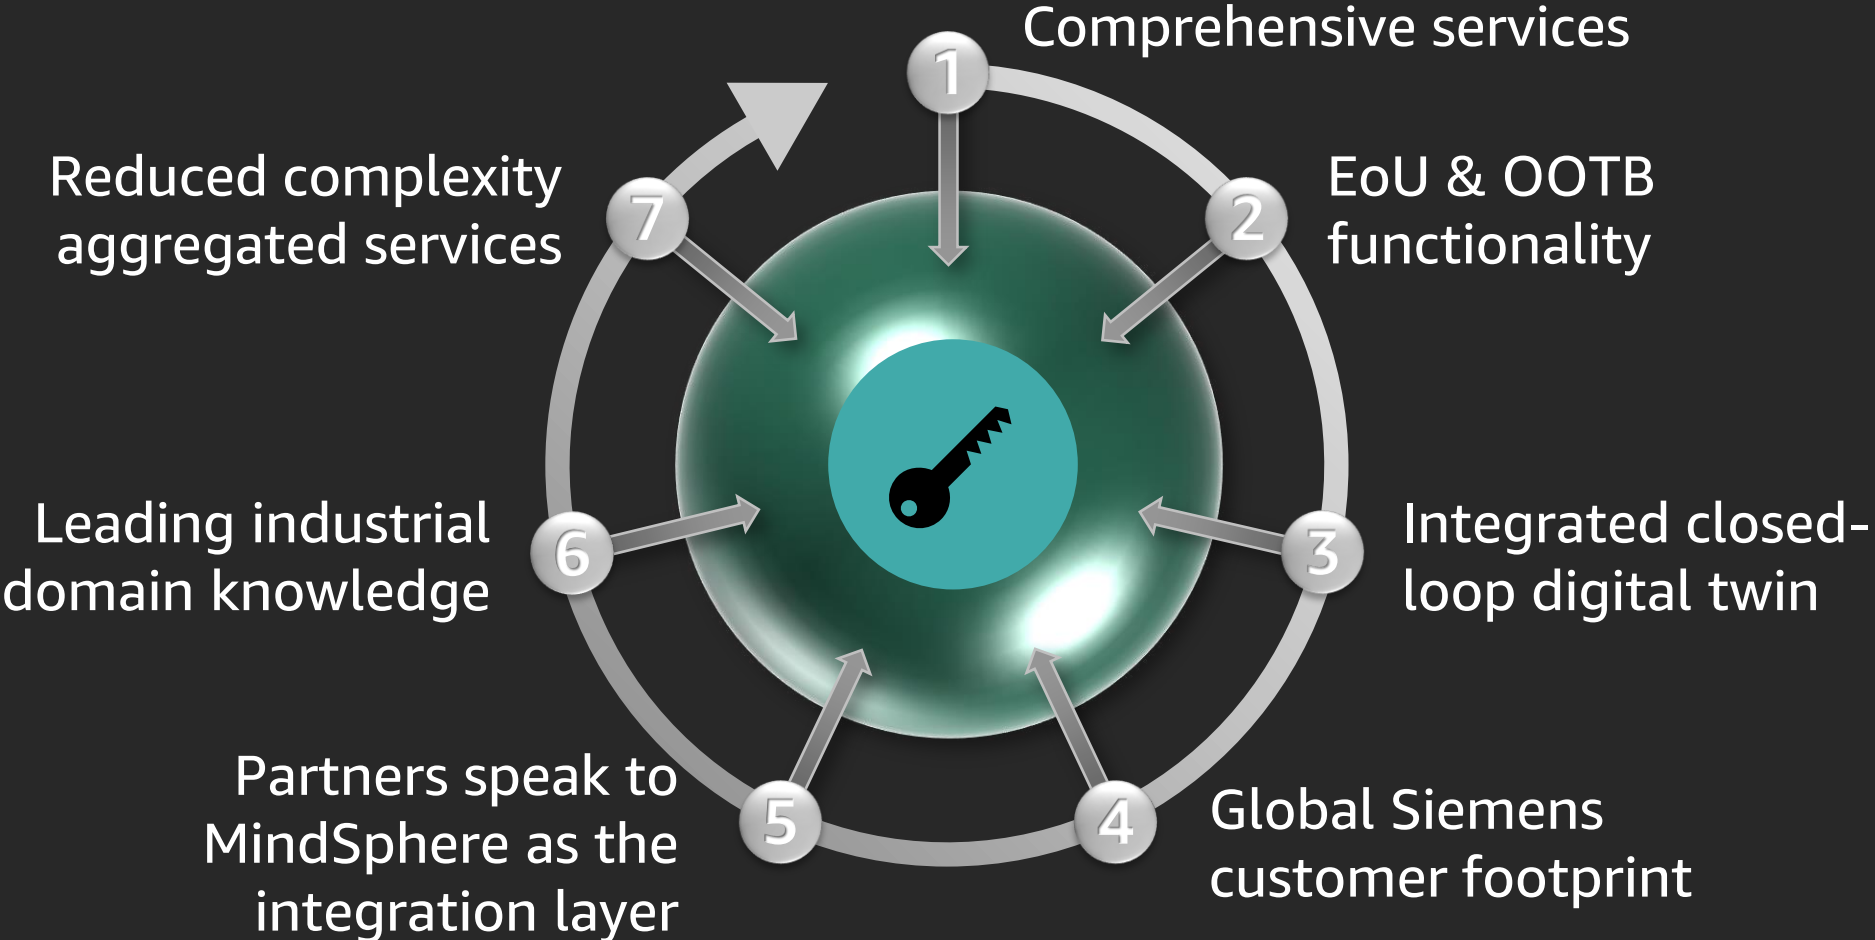 1
Comprehensive services
2
EoU & OOTB
functionality
3
Integrated closed-
loop digital twin
4
Global Siemens
customer footprint
5
Partners speak to
MindSphere as the
integration layer
6
Leading industrial
domain knowledge
7
Reduced complexity
aggregated services